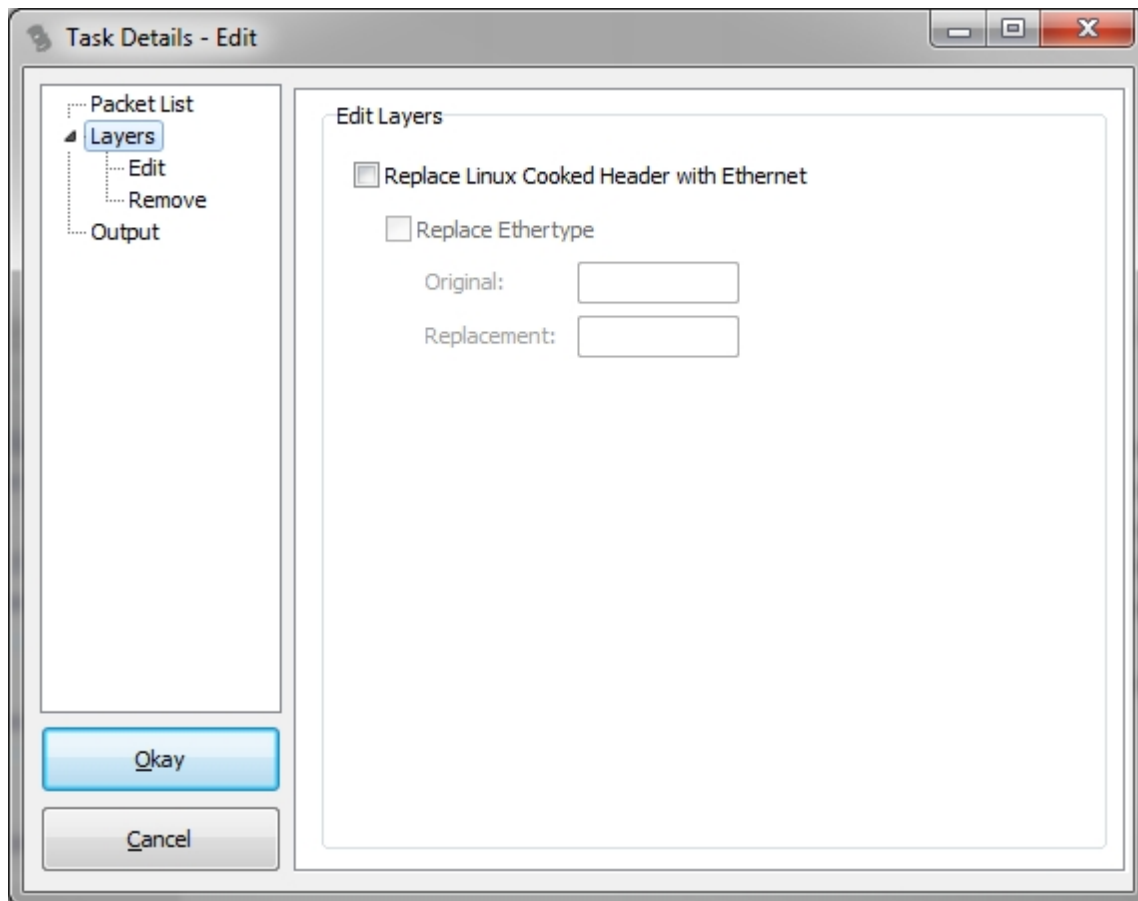 Task Details - Edit
Packet List
Layers
Edit
Remove
Output
Okay
Cancel
Edit Layers
Replace Linux Cooked Header with Ethernet
Replace Ethertype
Original:
Replacement: